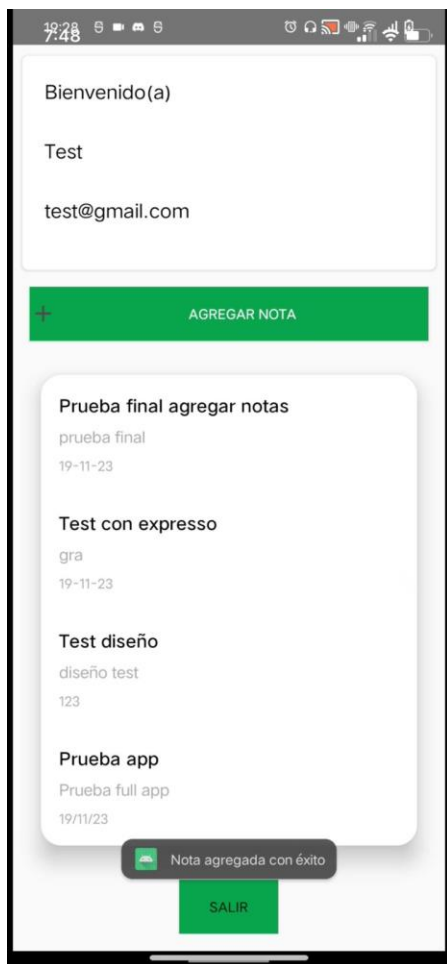 19:28
7:48
Bienvenido(a)
Test
test@gmail.com
AGREGAR NOTA
Prueba final agregar notas
prueba final
19-11-23
Test con expresso
gra
19-11-23
Test diseño
diseño test
123
Prueba app
Prueba full app
19/11/23
Nota agregada con éxito
SALIR